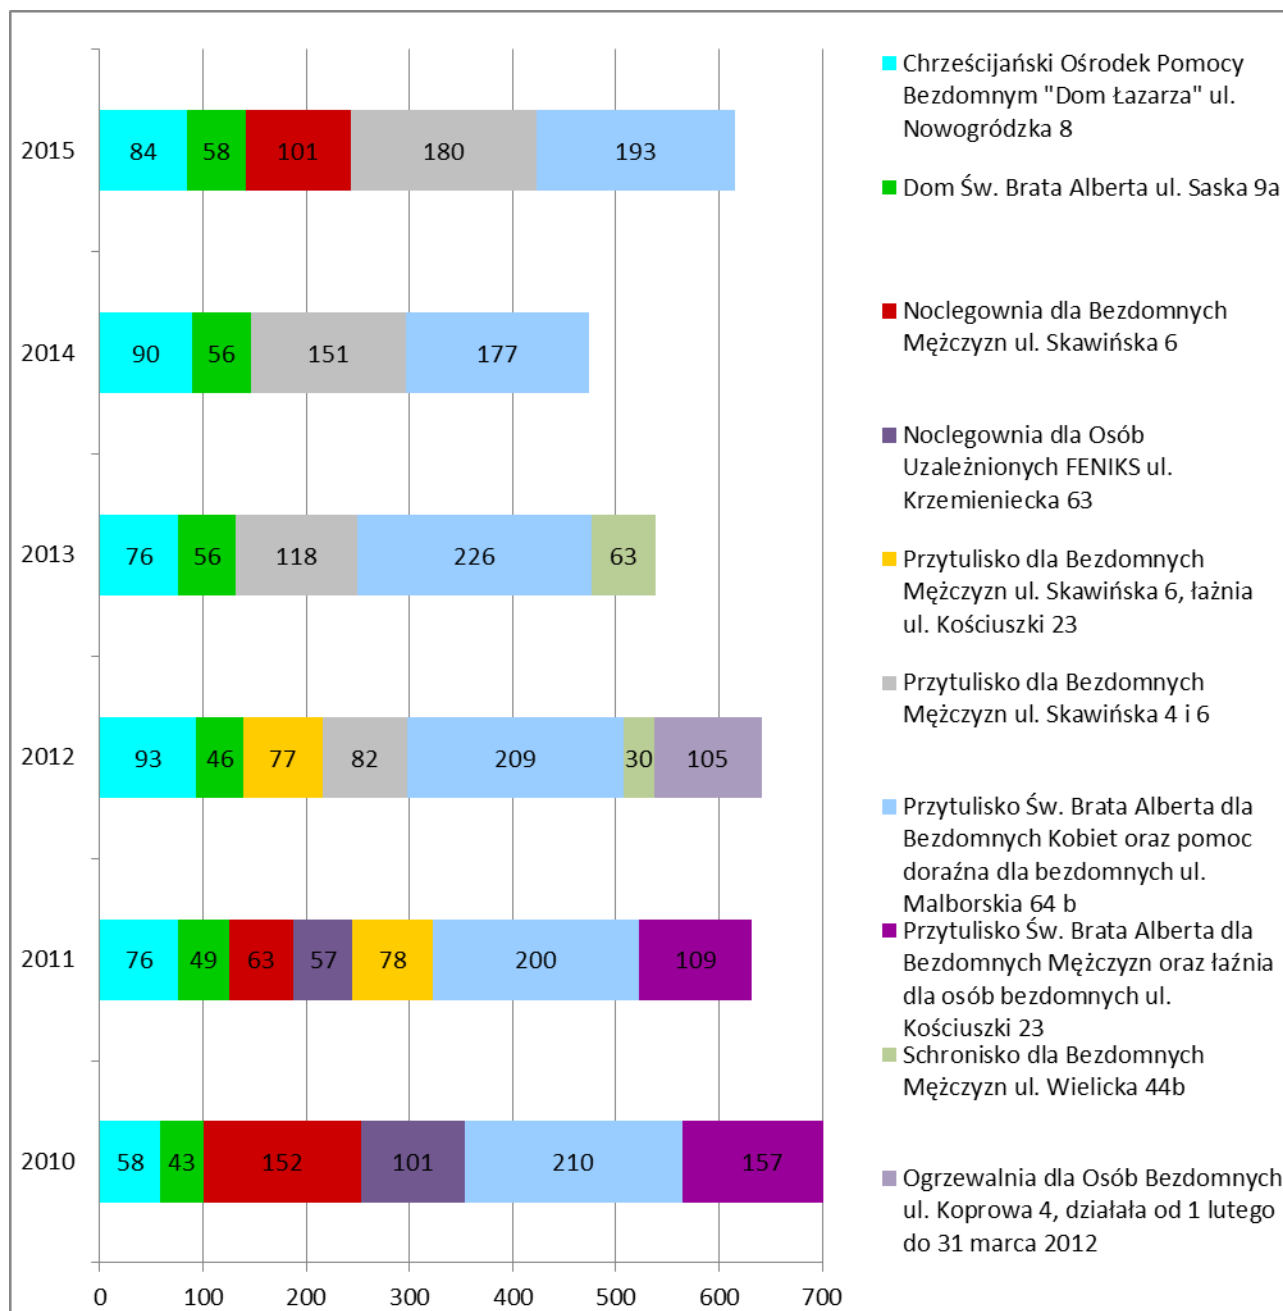 2015
84 58 101 180 193
2014
90 56 151 177
2013
76 56 118 226 63
2012
93 46 77 82 209 30 105
2011
76 49 63 57 78 200 109
2010
58 43 152 101 210 157
0 100 200 300 400 500 600 700
Chrześcijański Ośrodek Pomocy
Bezdomnym "Dom Łazarza" ul.
Nowogródzka 8
Dom Św. Brata Alberta ul. Saska 9a
Noclegownia dla Bezdomnych
Mężczyzn ul. Skawińska 6
Noclegownia dla Osób
Uzależnionych FENIKS ul.
Krzemieniecka 63
Przytulisko dla Bezdomnych
Mężczyzn ul. Skawińska 6, łażnia
ul. Kościuszki 23
Przytulisko dla Bezdomnych
Mężczyzn ul. Skawińska 4 i 6
Przytulisko Św. Brata Alberta dla
Bezdomnych Kobiet oraz pomoc
doraźna dla bezdomnych ul.
Malborskia 64 b
Przytulisko Św. Brata Alberta dla
Bezdomnych Mężczyzn oraz łaźnia
dla osób bezdomnych ul.
Kościuszki 23
Schronisko dla Bezdomnych
Mężczyzn ul. Wielicka 44b
Ogrzewalnia dla Osób Bezdomnych
ul. Koprowa 4, działała od 1 lutego
do 31 marca 2012